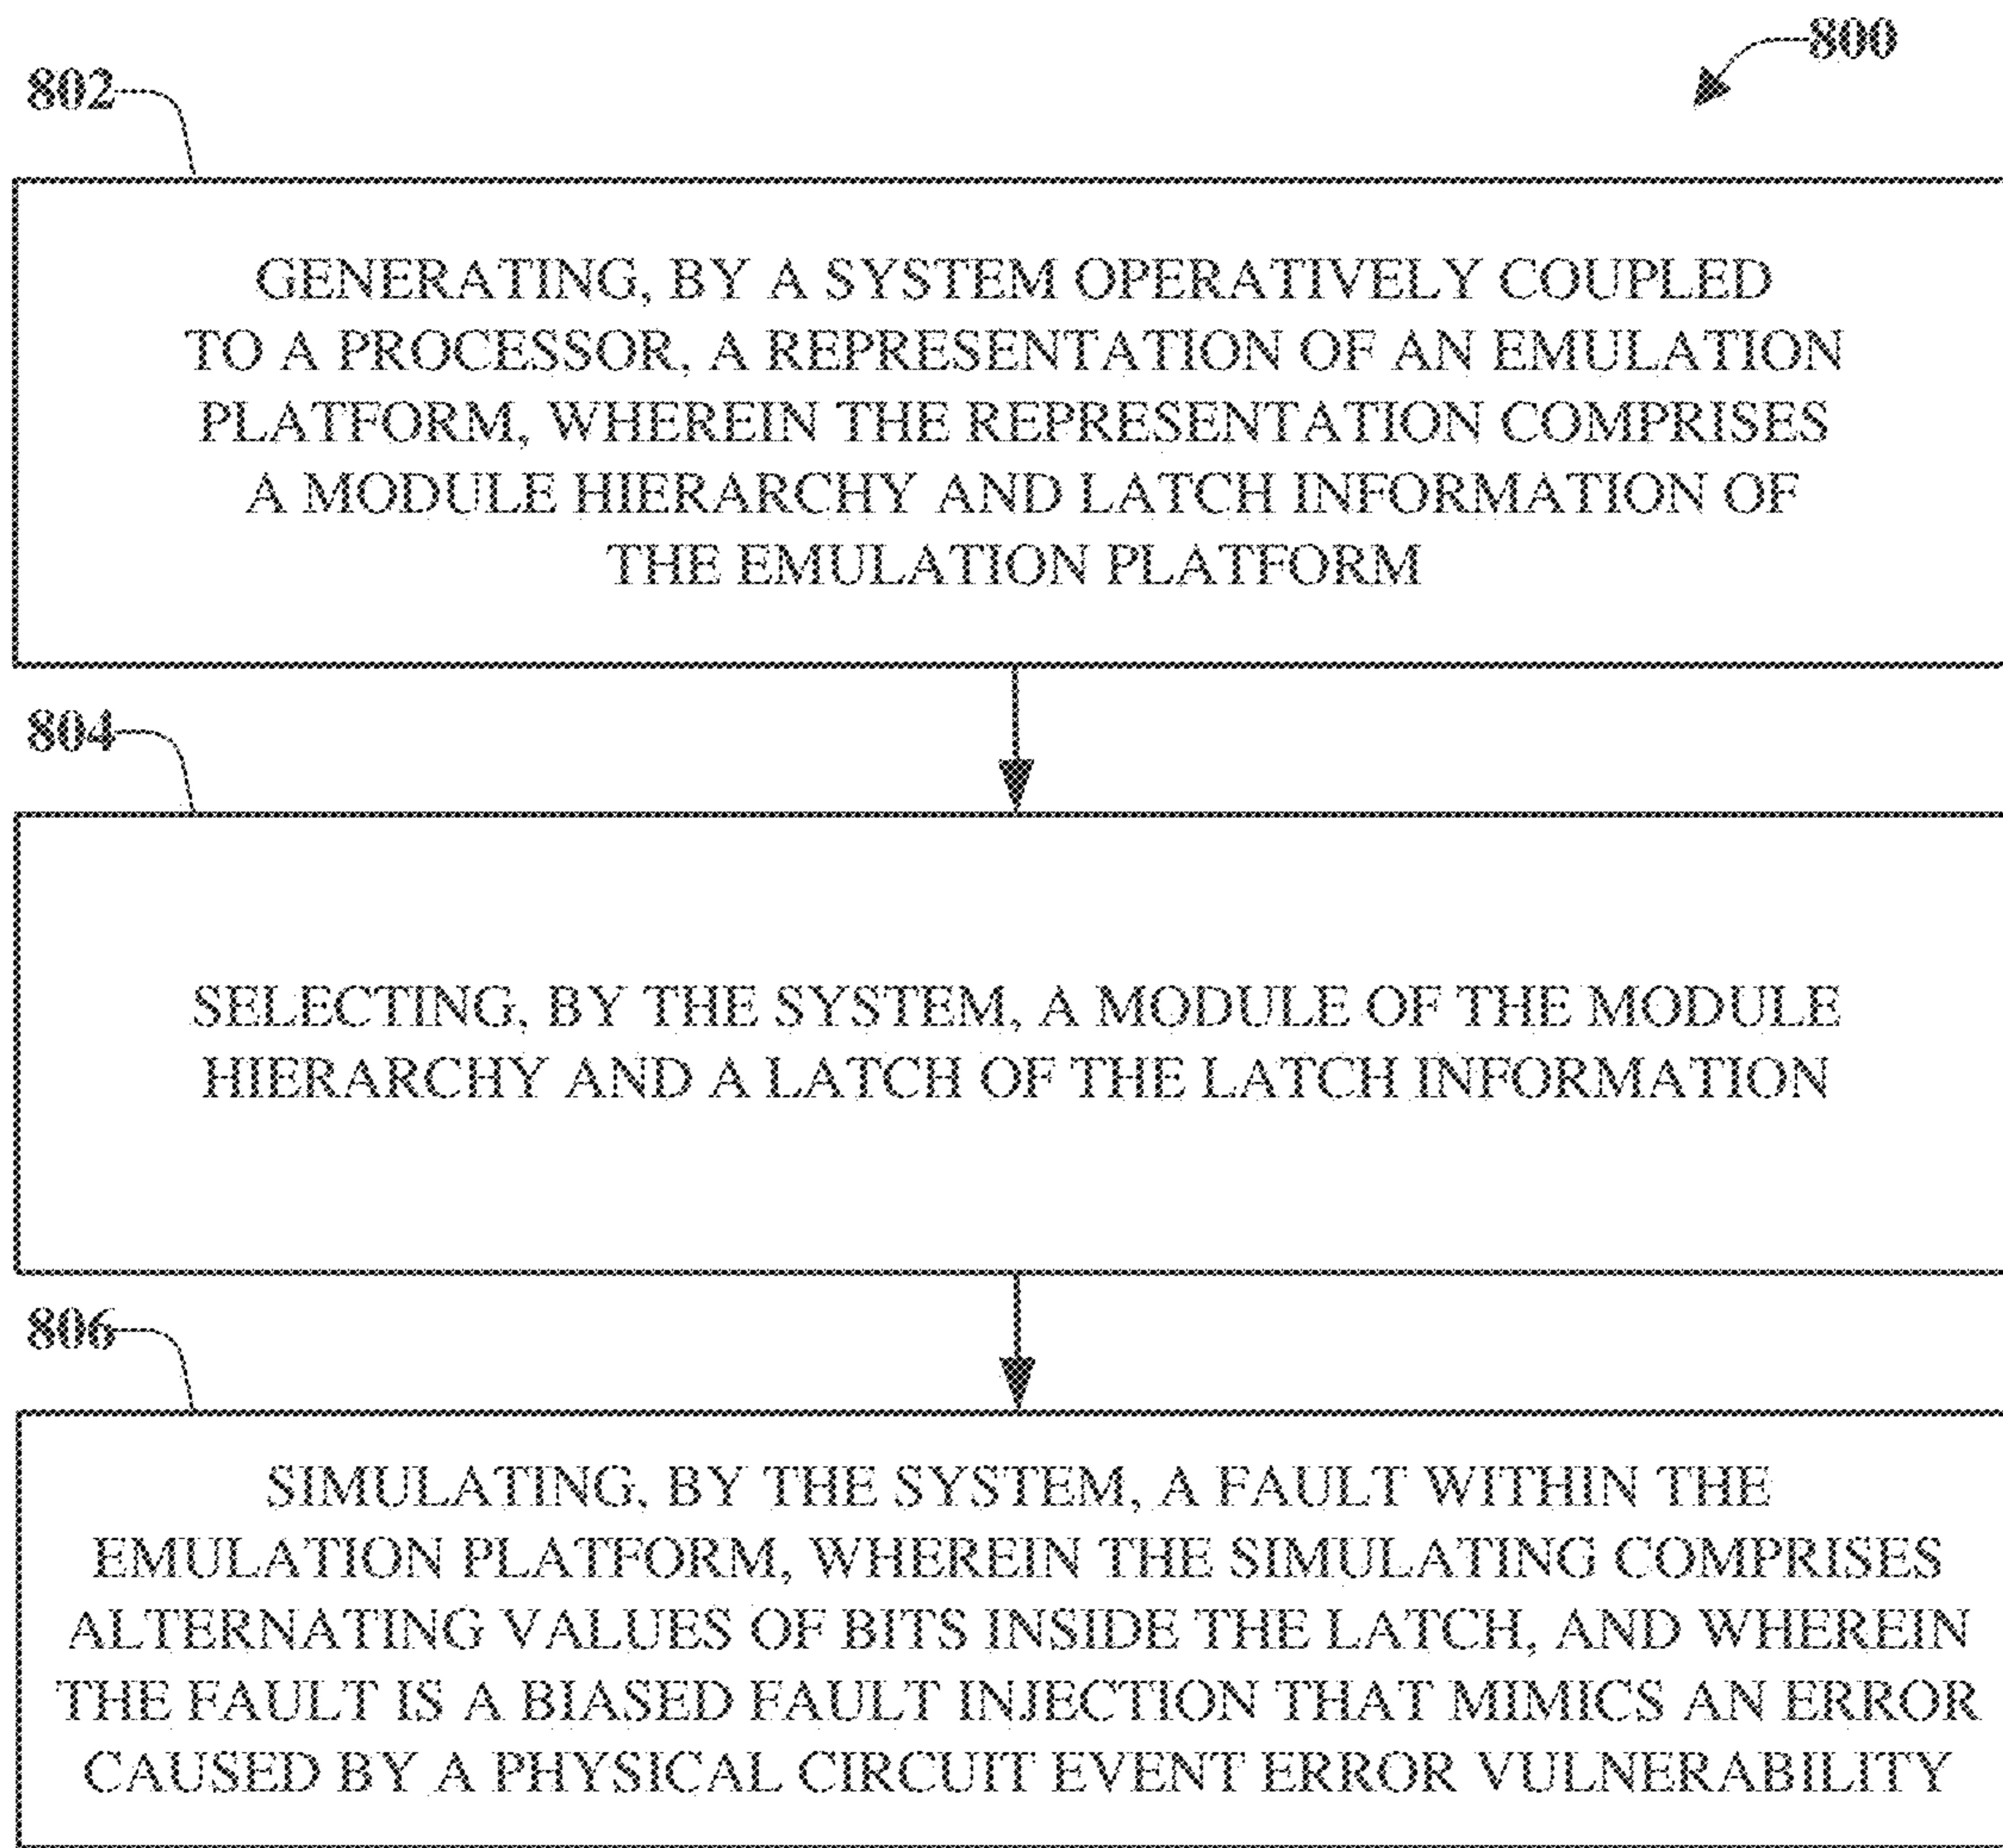 800
802
GENERATING, BY A SYSTEM OPERATIVELY COUPLED
TO A PROCESSOR, A REPRESENTATION OF AN EMULATION
PLATFORM, WHEREIN THE REPRESENTATION COMPRISES
A MODULE HIERARCHY AND LATCH INFORMATION OF
THE EMULATION PLATFORM
804
SELECTING, BY THE SYSTEM, A MODULE OF THE MODULE
HIERARCHY AND A LATCH OF THE LATCH INFORMATION
806
SIMULATING, BY THE SYSTEM, A FAULT WITHIN THE
EMULATION PLATFORM, WHEREIN THE SIMULATING COMPRISES
ALTERNATING VALUES OF BITS INSIDE THE LATCH, AND WHEREIN
THE FAULT IS A BIASED FAULT INJECTION THAT MIMICS AN ERROR
CAUSED BY A PHYSICAL CIRCUIT EVENT ERROR VULNERABILITY